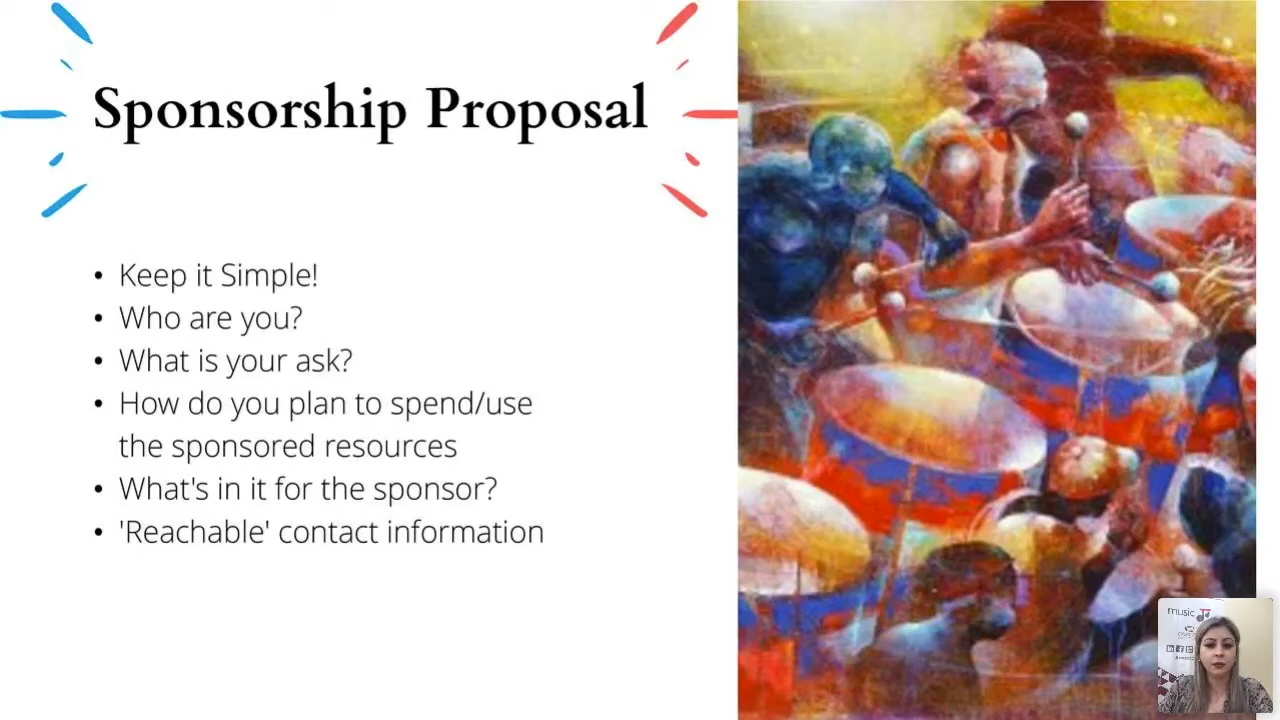 Sponsorship Proposal
• Keep it Simple!
• Who are you?
• What is your ask?
• How do you plan to spend/use
the sponsored resources
• What's in it for the sponsor?
• 'Reachable' contact information
music